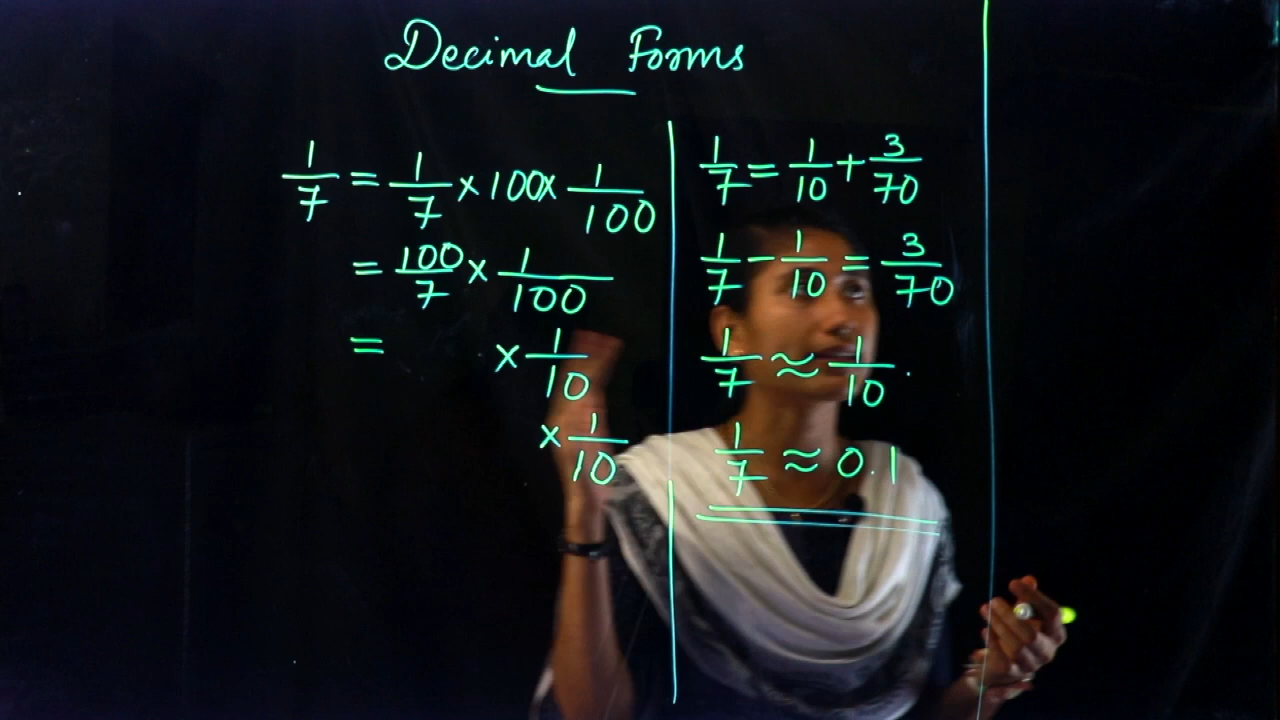 Decimal Forms
1/7 = 1/7 × 100 × 1/100
= 100/7 × 1/100
= × 1/10
× 1/10
1/7 = 1/10 + 3/70
1/7 - 1/10 = 3/70
1/7 ≈ 1/10.
1/7 ≈ 0.1